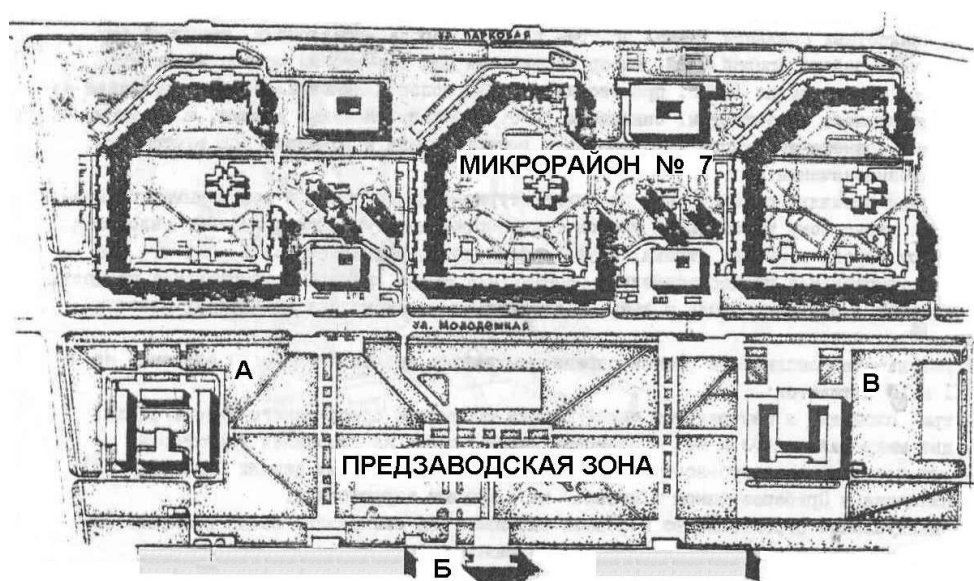 ул. ПАРКОВАЯ
МИКРОРАЙОН № 7
ул. МОЛОДЕЖНАЯ
А
В
ПРЕДЗАВОДСКАЯ ЗОНА
Б